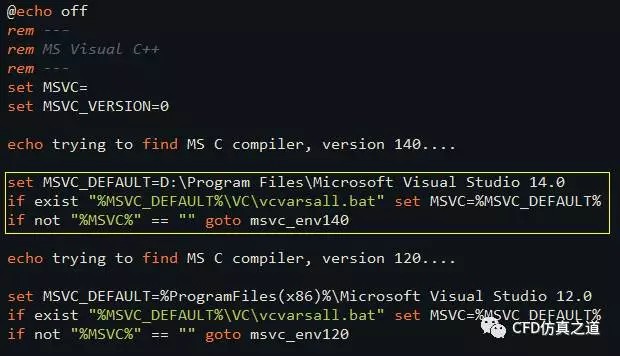 @echo off
rem ---
rem MS Visual C++
rem ---
set MSVC=
set MSVC_VERSION=0
echo trying to find MS C compiler, version 140....
set MSVC_DEFAULT=D:\Program Files\Microsoft Visual Studio 14.0
if exist "%MSVC_DEFAULT%\VC\vcvarsall.bat" set MSVC=%MSVC_DEFAULT%
if not "%MSVC%" == "" goto msvc_env140
echo trying to find MS C compiler, version 120....
set MSVC_DEFAULT=%ProgramFiles(x86)%\Microsoft Visual Studio 12.0
if exist "%MSVC_DEFAULT%\VC\vcvarsall.bat" set MSVC=%MSVC_DEFAULT%
if not "%MSVC%" == "" goto msvc_env120
CFD仿真之道